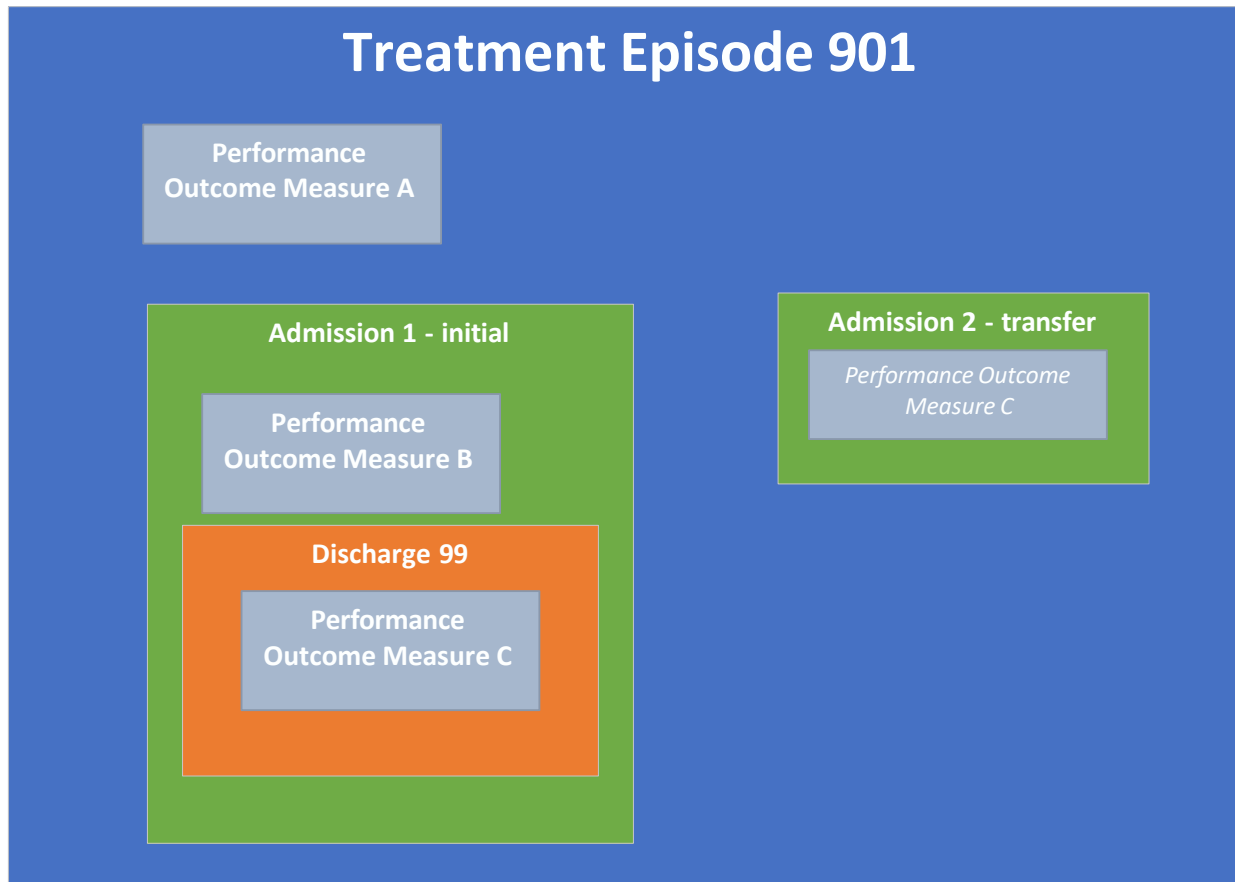 Treatment Episode 901
Performance
Outcome Measure A
Admission 1 - initial
Performance
Outcome Measure B
Discharge 99
Performance
Outcome Measure C
Admission 2 - transfer
Performance Outcome
Measure C